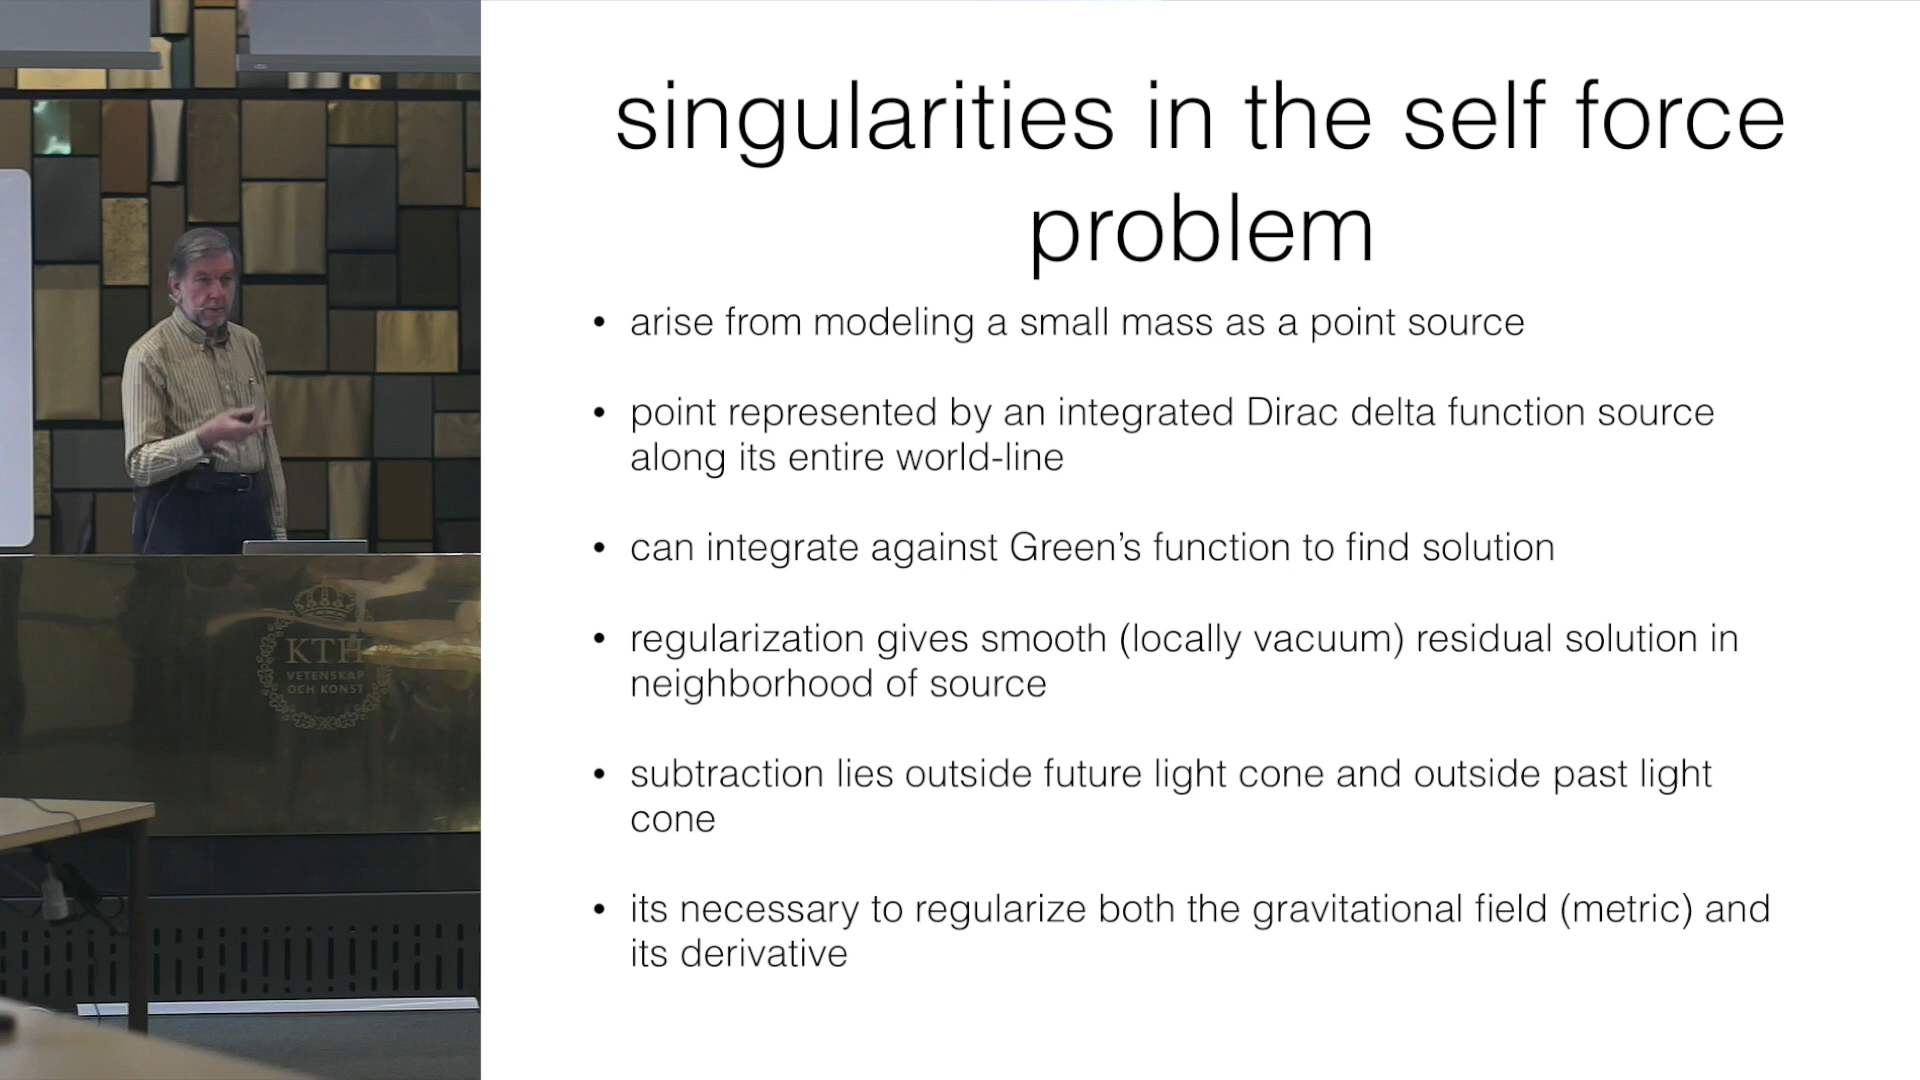 singularities in the self force
problem
• arise from modeling a small mass as a point source
• point represented by an integrated Dirac delta function source
along its entire world-line
• can integrate against Green’s function to find solution
• regularization gives smooth (locally vacuum) residual solution in
neighborhood of source
• subtraction lies outside future light cone and outside past light
cone
• its necessary to regularize both the gravitational field (metric) and
its derivative
KTH
VETENSKAP
OCH KONST